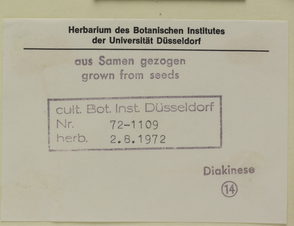 Herbarium des Botanischen Institutes
der Universität Düsseldorf
aus Samen gezogen
grown from seeds
cult. Bot. Inst. Düsseldorf
Nr. 72-1109
herb. 2.8.1972
Diakinese
14